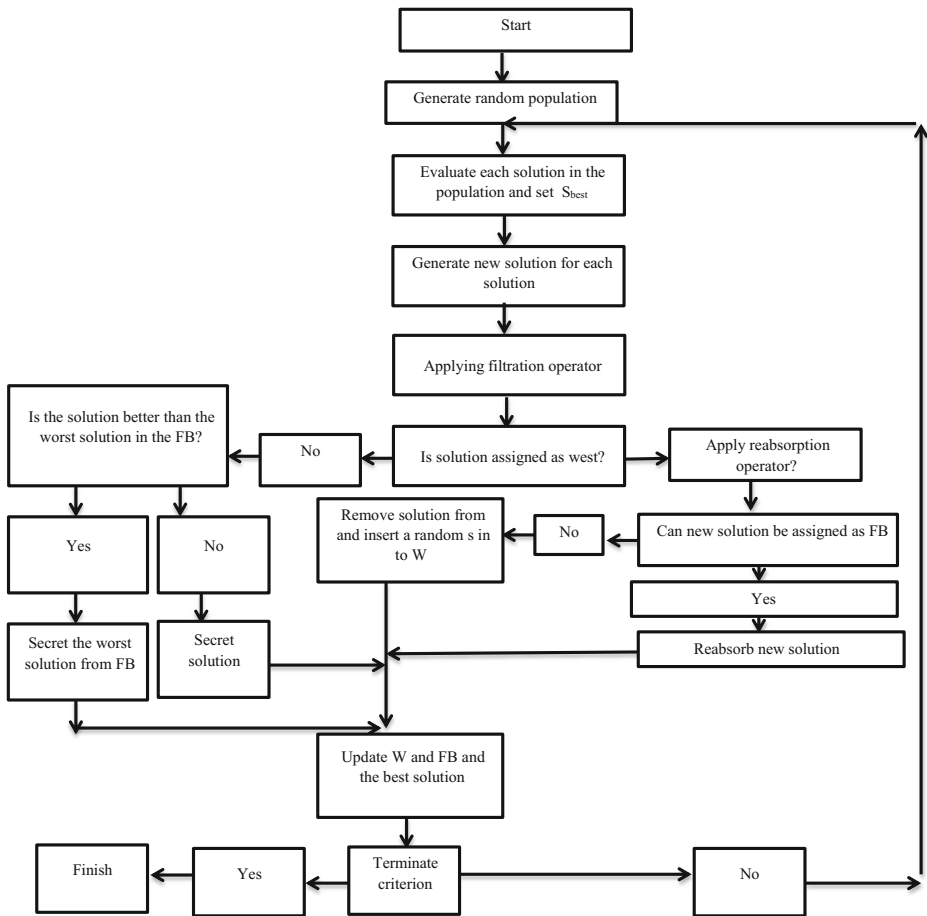 Start
Generate random population
Evaluate each solution in the
population and set S_best
Generate new solution for each
solution
Applying filtration operator
Is the solution better than the
worst solution in the FB?
No
Is solution assigned as west?
Apply reabsorption
operator?
Yes
No
Remove solution from
and insert a random s in
to W
No
Can new solution be assigned as FB
Yes
Secret the worst
solution from FB
Secret
solution
Reabsorb new solution
Update W and FB and
the best solution
Finish
Yes
Terminate
criterion
No